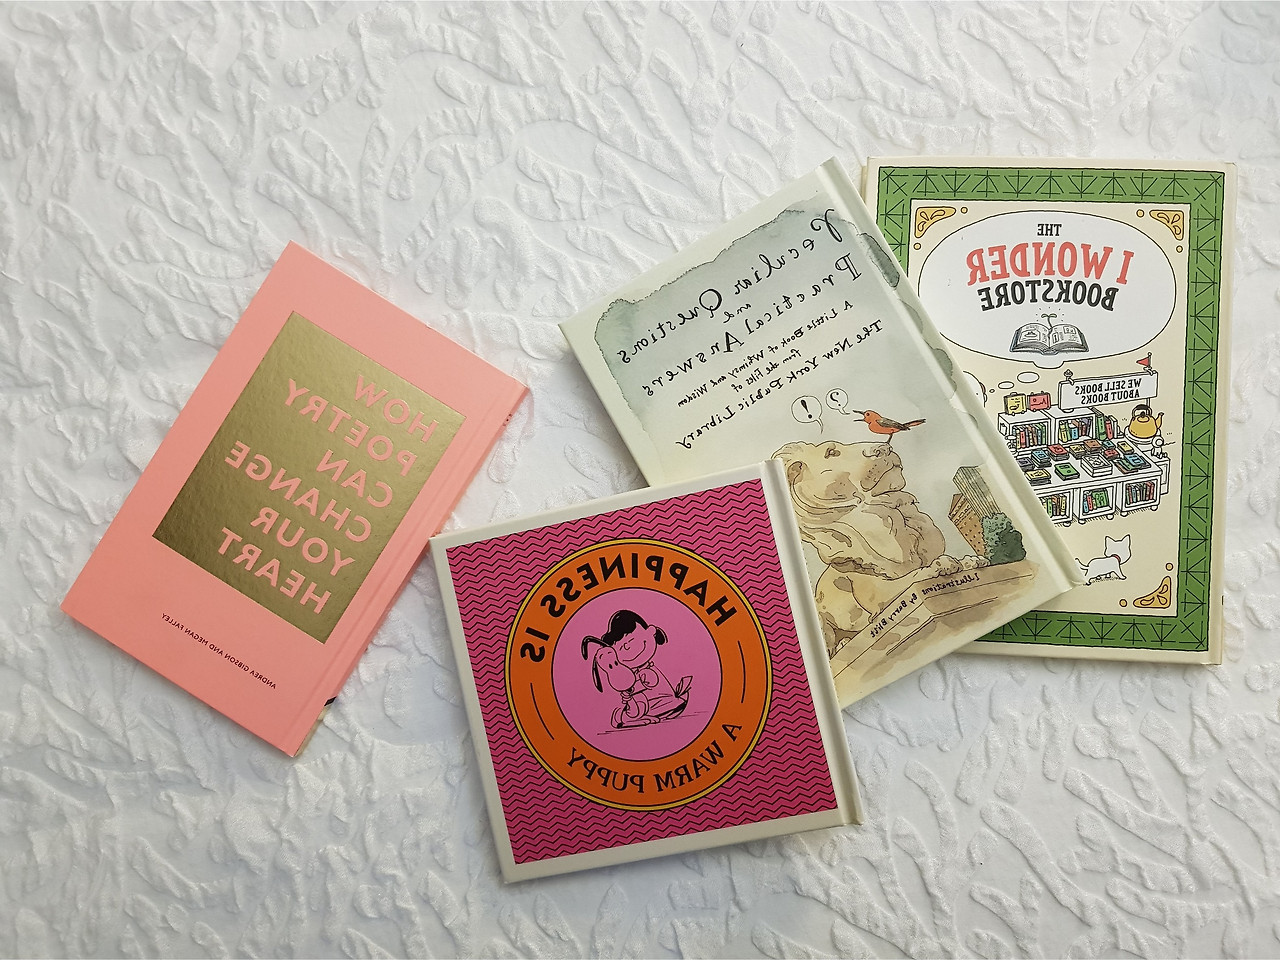 HOW
POETRY
CAN
CHANGE
YOUR
HEART
ANDREA GIBSON AND MEGAN FALLEY
HAPPINESS IS
A WARM PUPPY
Peculiar Questions
and
Practical Answers
A Little Book of Whimsy and Wisdom
from the Files of
The New York Public Library
?
!
Illustrations By Barry Blitt
THE
I WONDER
BOOKSTORE
WE SELL BOOKS
ABOUT BOOKS